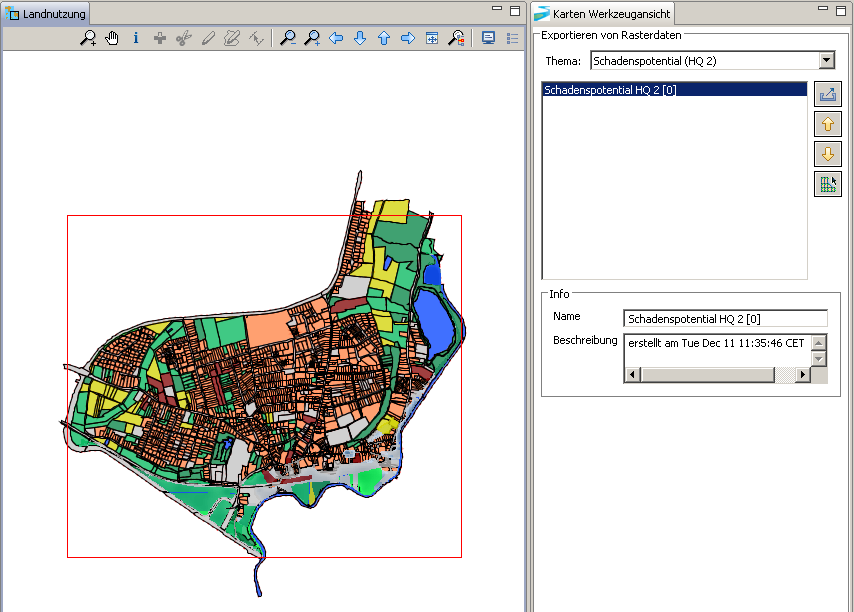 Landnutzung
Karten Werkzeugansicht
Exportieren von Rasterdaten
Thema: Schadenspotential (HQ 2)
Schadenspotential HQ 2 [0]
Info
Name Schadenspotential HQ 2 [0]
Beschreibung erstellt am Tue Dec 11 11:35:46 CET